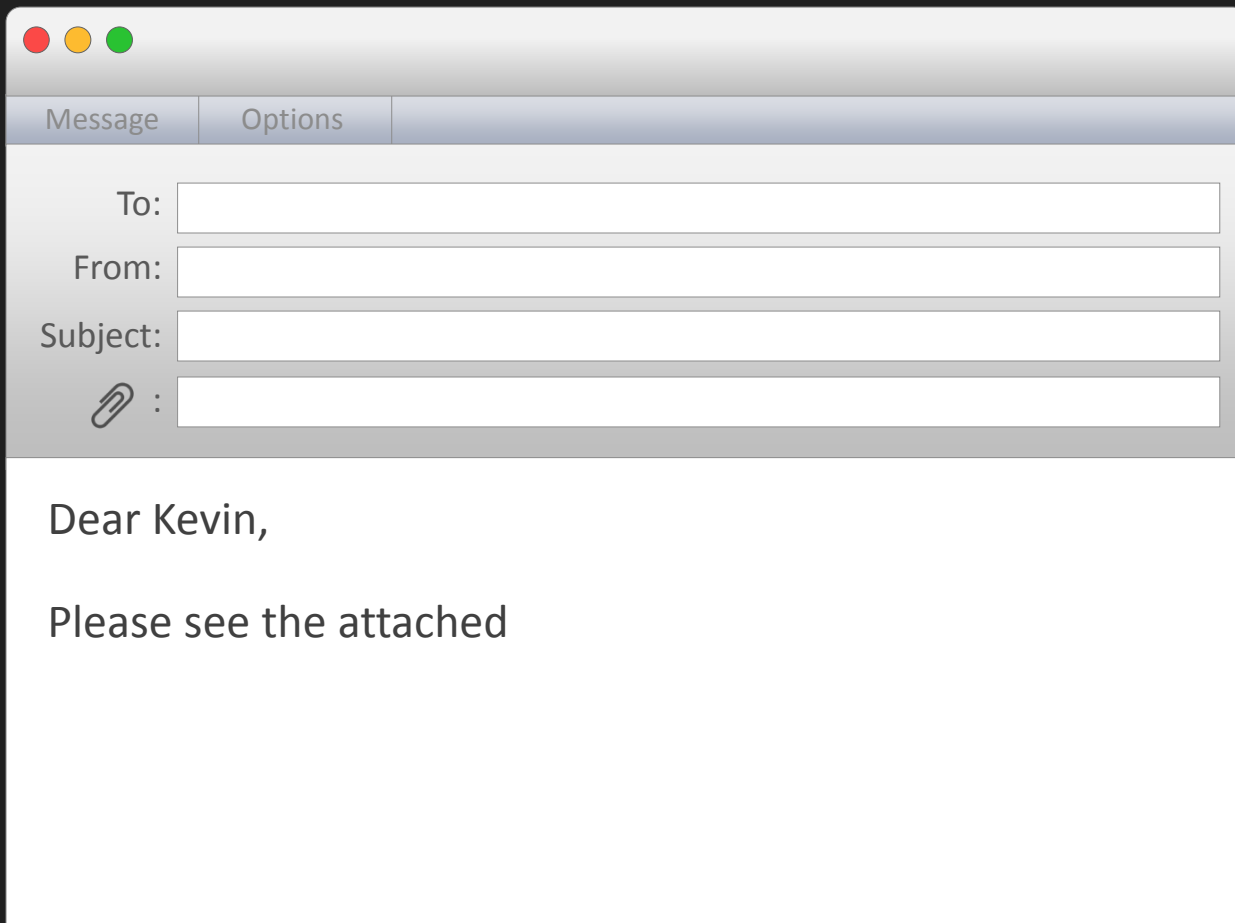 Message Options
To:
From:
Subject:
:
Dear Kevin,
Please see the attached